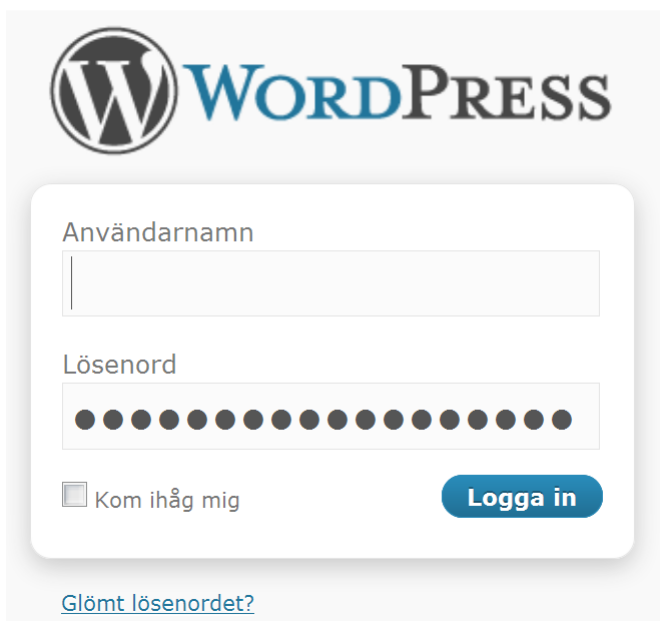 WORDPRESS
Användarnamn
Lösenord
Kom ihåg mig
Logga in
Glömt lösenordet?